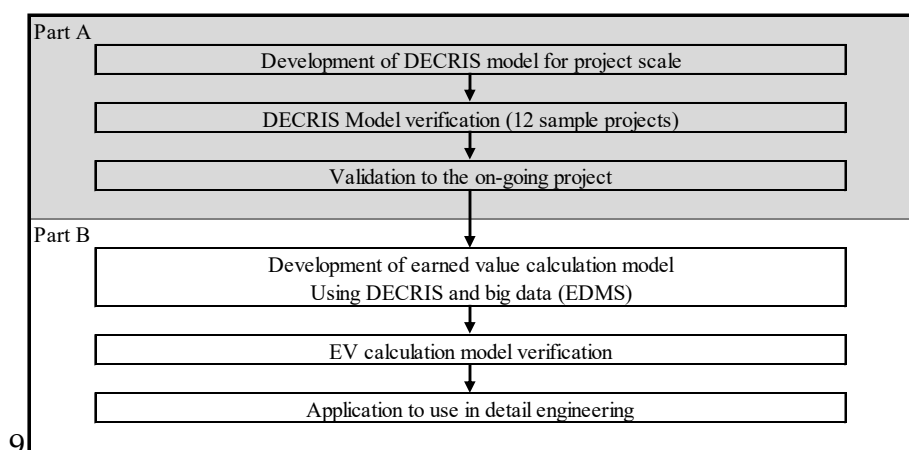 Part A
Development of DECRIS model for project scale
DECRIS Model verification (12 sample projects)
Validation to the on-going project
Part B
Development of earned value calculation model
Using DECRIS and big data (EDMS)
EV calculation model verification
Application to use in detail engineering
9